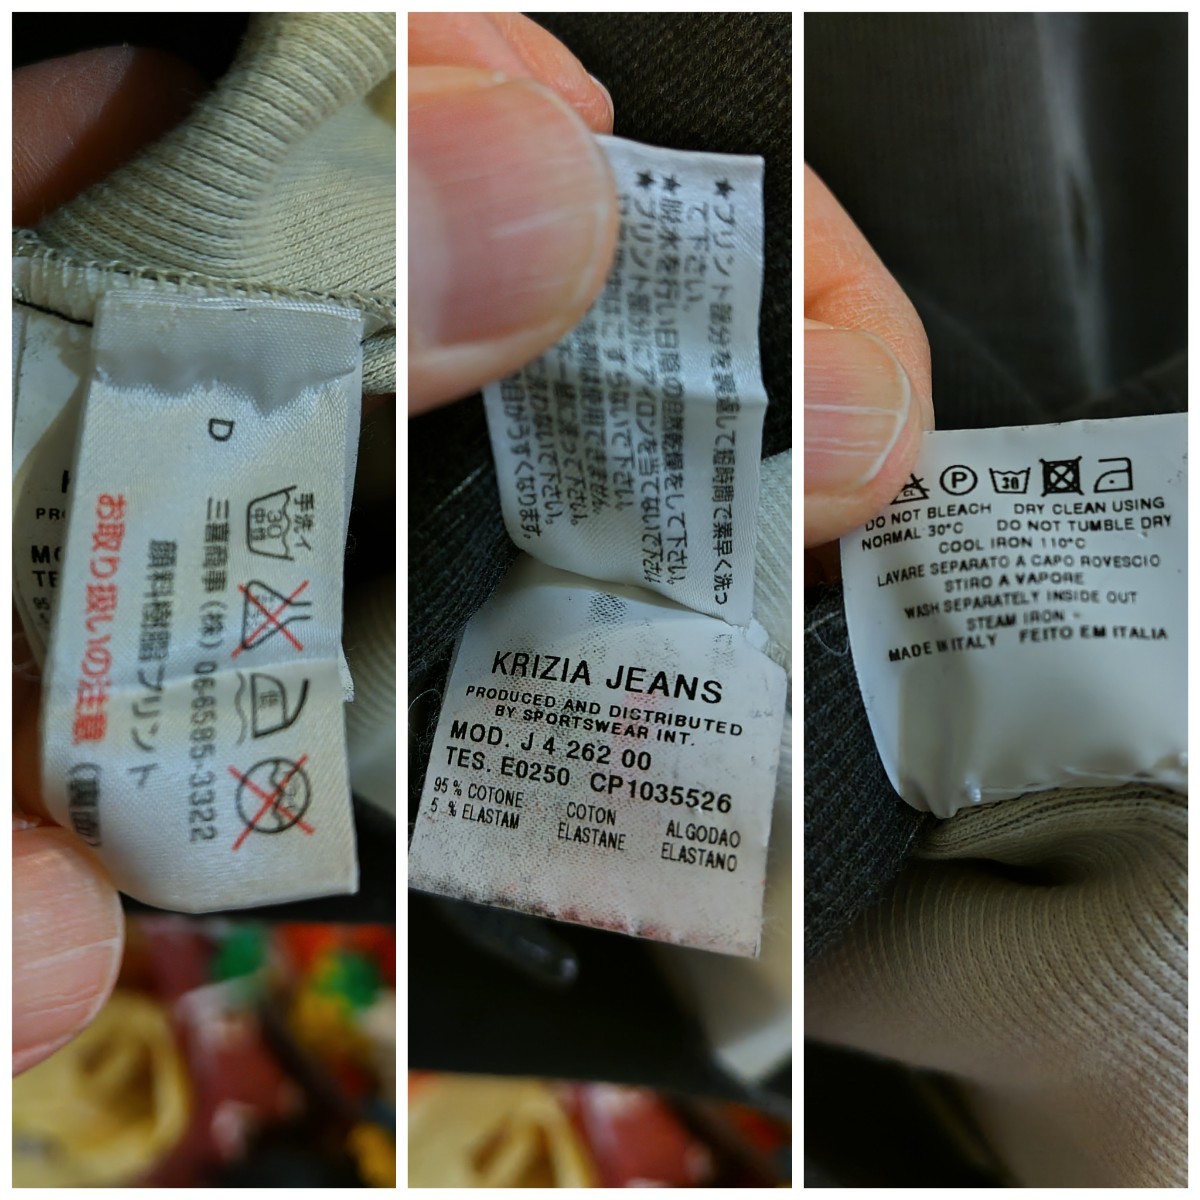 D
手洗イ
30
中性
三喜商事(株) 06-6585-3322
顔料樹脂プリント
お取り扱いの注意
PR
TE
★プリント部分を裏返して短時間で素早く洗っ
て下さい。
★脱水を行い日陰の自然乾燥をして下さい。
★プリント部分にアイロンを当てないで下さい
KRIZIA JEANS
PRODUCED AND DISTRIBUTED
BY SPORTSWEAR INT.
MOD. J 4 262 00
TES. E0250 CP1035526
95 % COTONE COTON ALGODAO
5 % ELASTAM ELASTANE ELASTANO
CL P 30
DO NOT BLEACH DRY CLEAN USING
NORMAL 30°C DO NOT TUMBLE DRY
COOL IRON 110°C
LAVARE SEPARATO A CAPO ROVESCIO
STIRO A VAPORE
WASH SEPARATELY INSIDE OUT
STEAM IRON -
MADE IN ITALY FEITO EM ITALIA